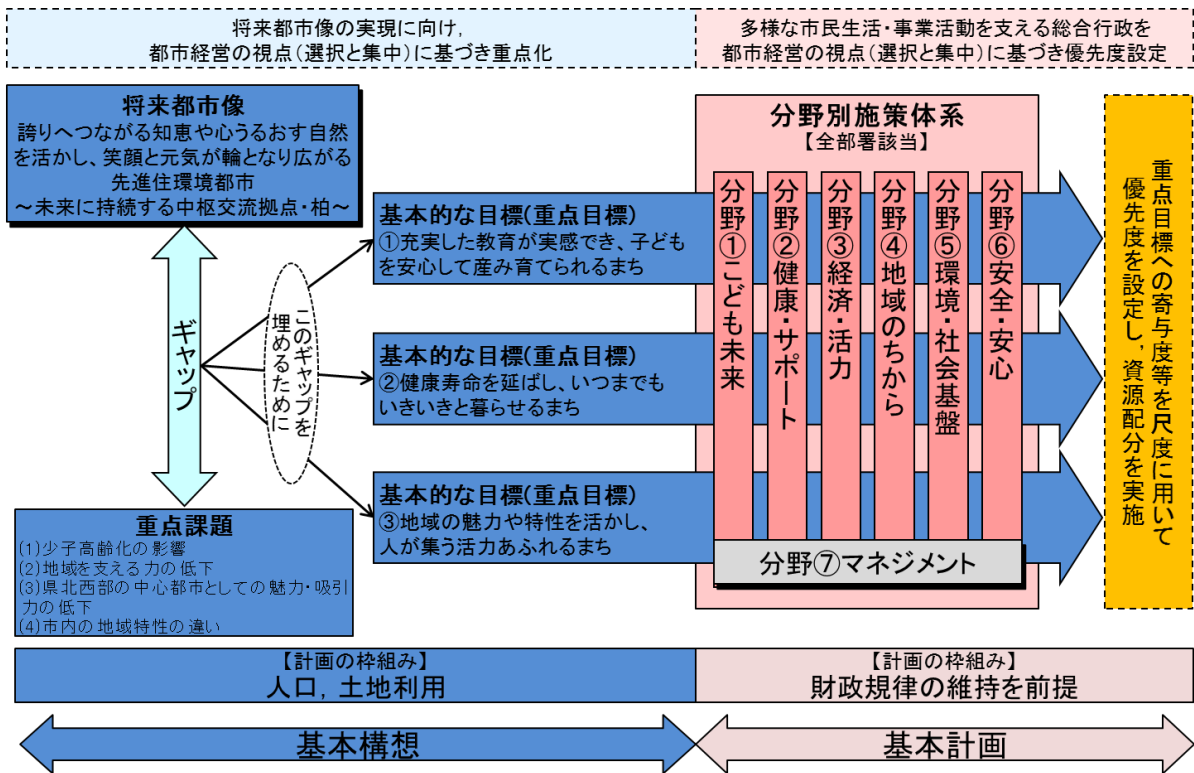 将来都市像の実現に向け，
都市経営の視点（選択と集中）に基づき重点化
多様な市民生活・事業活動を支える総合行政を
都市経営の視点（選択と集中）に基づき優先度設定
将来都市像
誇りへつながる知恵や心うるおす自然
を活かし、笑顔と元気が輪となり広がる
先進住環境都市
～未来に持続する中枢交流拠点・柏～
ギャップ
このギャップを
埋めるために
重点課題
(1)少子高齢化の影響
(2)地域を支える力の低下
(3)県北西部の中心都市としての魅力・吸引
力の低下
(4)市内の地域特性の違い
基本的な目標(重点目標)
①充実した教育が実感でき、子ども
を安心して産み育てられるまち
基本的な目標(重点目標)
②健康寿命を延ばし、いつまでも
いきいきと暮らせるまち
基本的な目標(重点目標)
③地域の魅力や特性を活かし、
人が集う活力あふれるまち
分野別施策体系
【全部署該当】
分野①こども未来
分野②健康・サポート
分野③経済・活力
分野④地域のちから
分野⑤環境・社会基盤
分野⑥安全・安心
分野⑦マネジメント
重点目標への寄与度等を尺度に用いて
優先度を設定し，資源配分を実施
【計画の枠組み】
人口，土地利用
【計画の枠組み】
財政規律の維持を前提
基本構想
基本計画